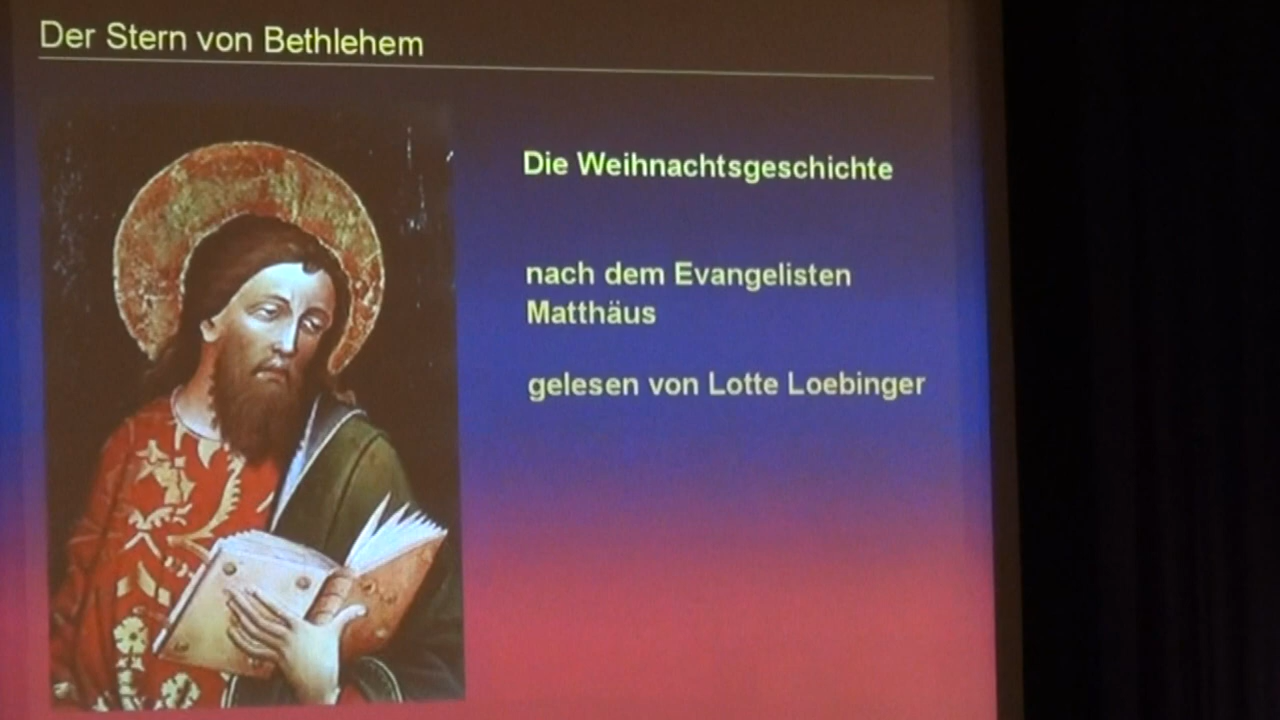 Der Stern von Bethlehem
Die Weihnachtsgeschichte
nach dem Evangelisten
Matthäus
gelesen von Lotte Loebinger